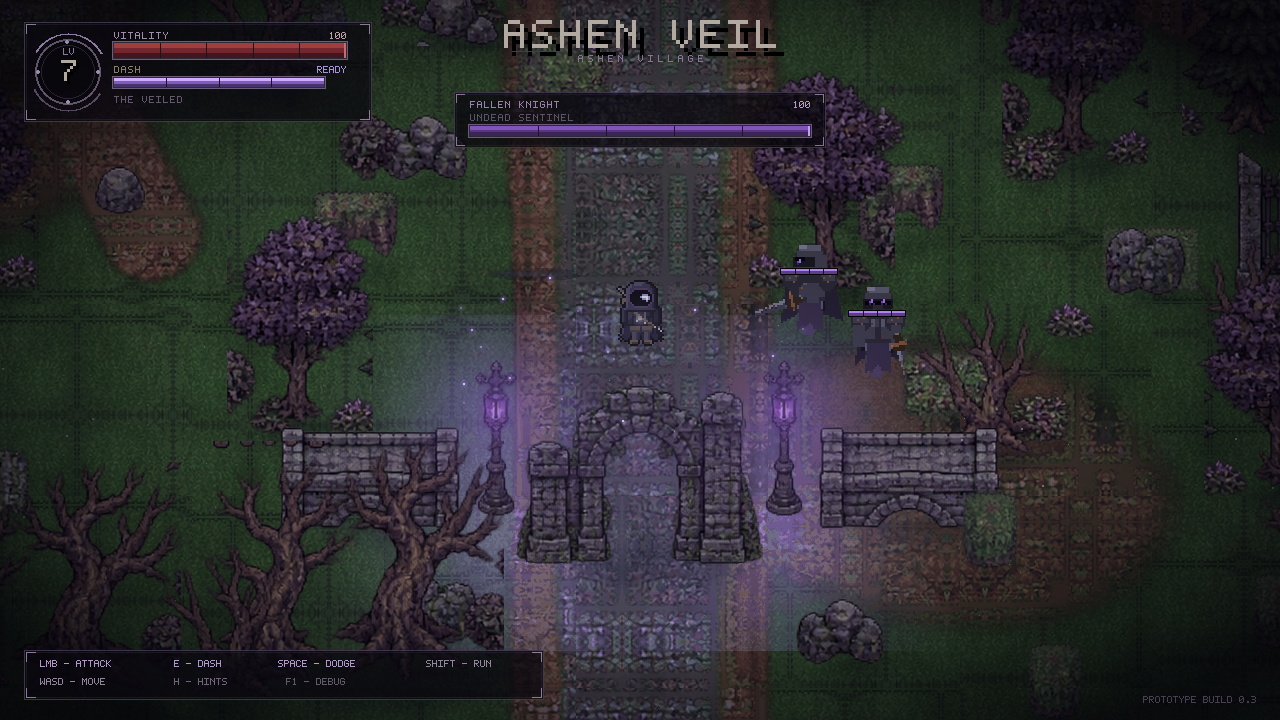 ASHEN VEIL
ASHEN VILLAGE
VITALITY 100
LV
7
DASH READY
THE VEILED
FALLEN KNIGHT 100
UNDEAD SENTINEL
LMB - ATTACK E - DASH SPACE - DODGE SHIFT - RUN
WASD - MOVE H - HINTS F1 - DEBUG
PROTOTYPE BUILD 0.3